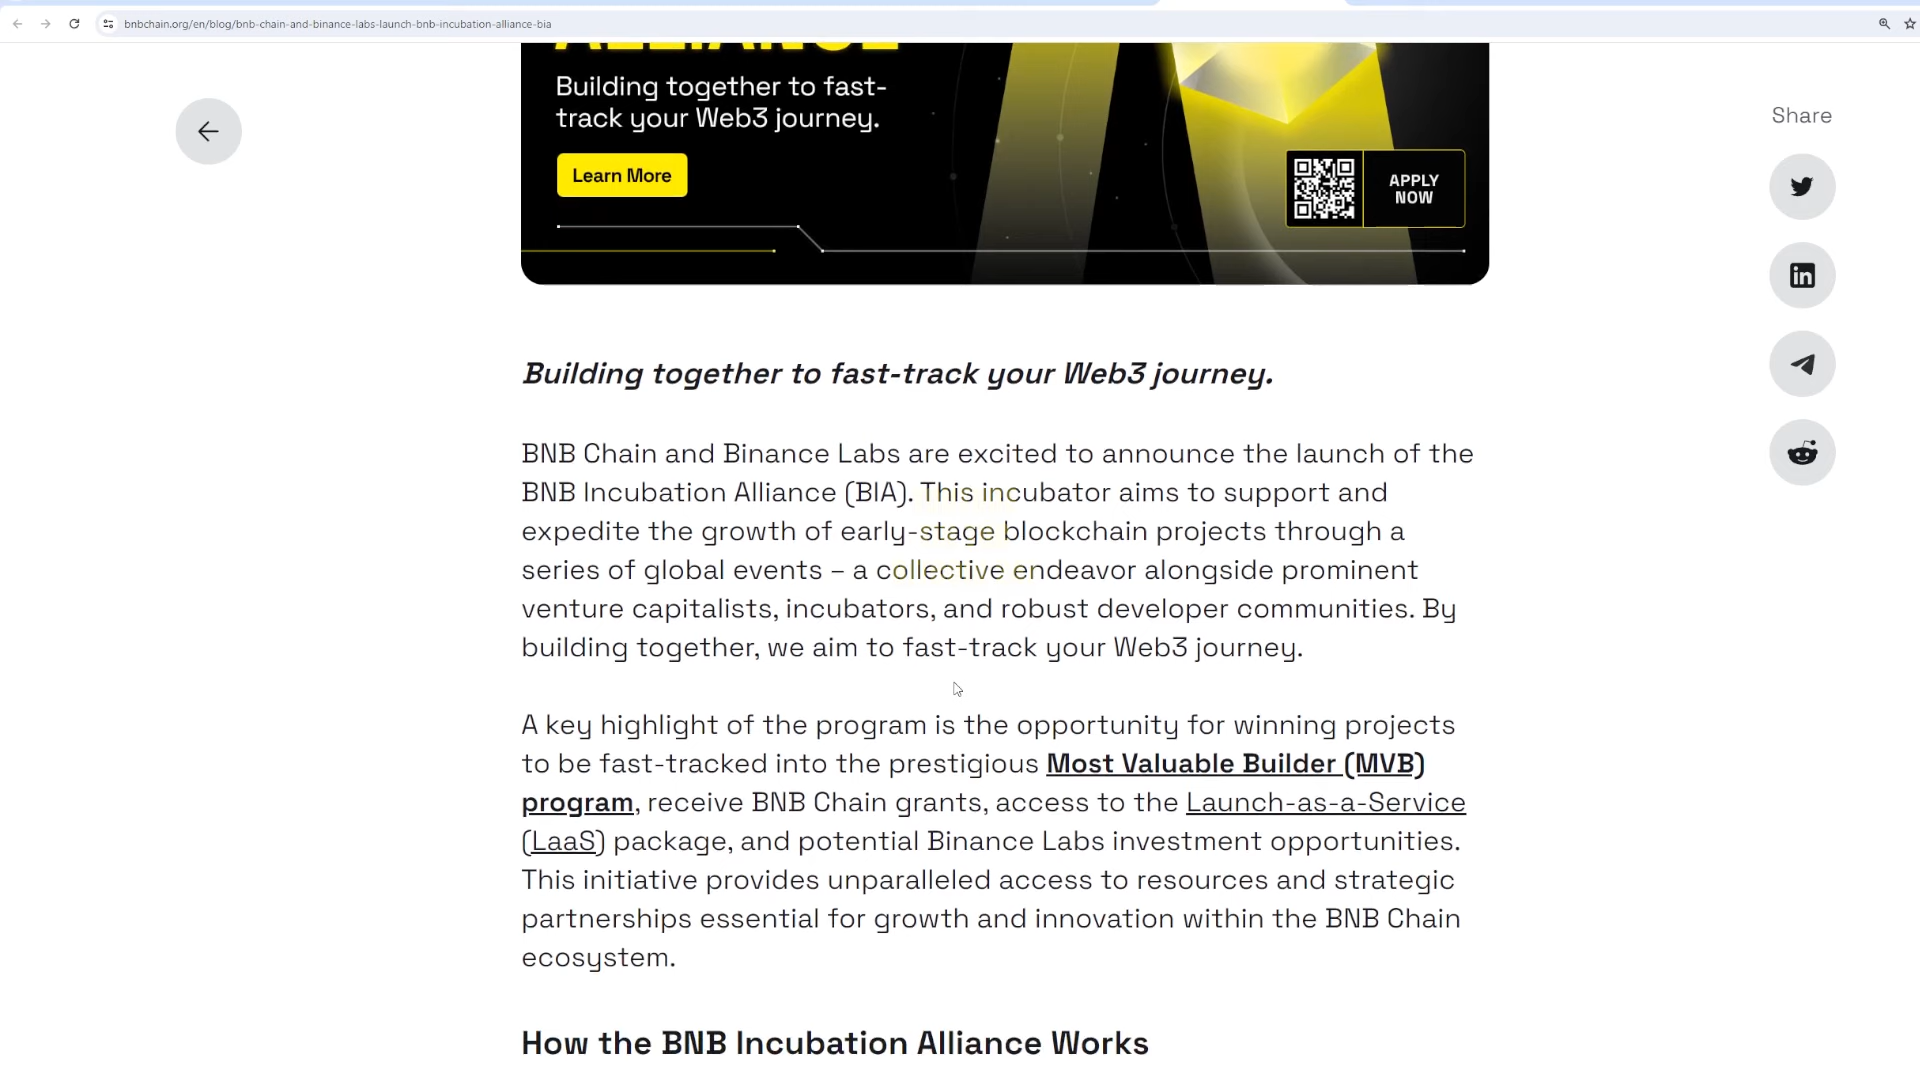 bnbchain.org/en/blog/bnb-chain-and-binance-labs-launch-bnb-incubation-alliance-bia
ALLIANCE
Building together to fast-
track your Web3 journey.
Learn More
APPLY
NOW
Share
Building together to fast-track your Web3 journey.
BNB Chain and Binance Labs are excited to announce the launch of the
BNB Incubation Alliance (BIA). This incubator aims to support and
expedite the growth of early-stage blockchain projects through a
series of global events – a collective endeavor alongside prominent
venture capitalists, incubators, and robust developer communities. By
building together, we aim to fast-track your Web3 journey.
A key highlight of the program is the opportunity for winning projects
to be fast-tracked into the prestigious Most Valuable Builder (MVB)
program, receive BNB Chain grants, access to the Launch-as-a-Service
(LaaS) package, and potential Binance Labs investment opportunities.
This initiative provides unparalleled access to resources and strategic
partnerships essential for growth and innovation within the BNB Chain
ecosystem.
How the BNB Incubation Alliance Works